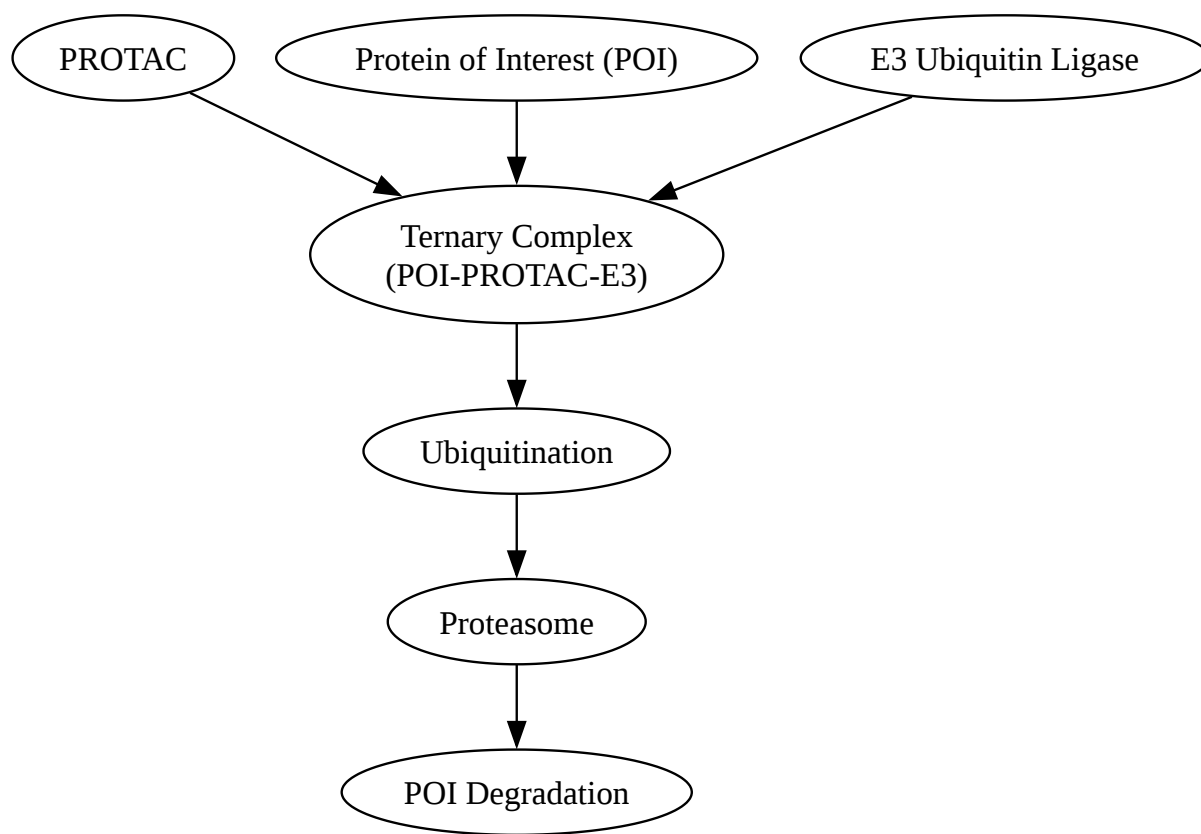 PROTAC
Protein of Interest (POI)
E3 Ubiquitin Ligase
Ternary Complex
(POI-PROTAC-E3)
Ubiquitination
Proteasome
POI Degradation